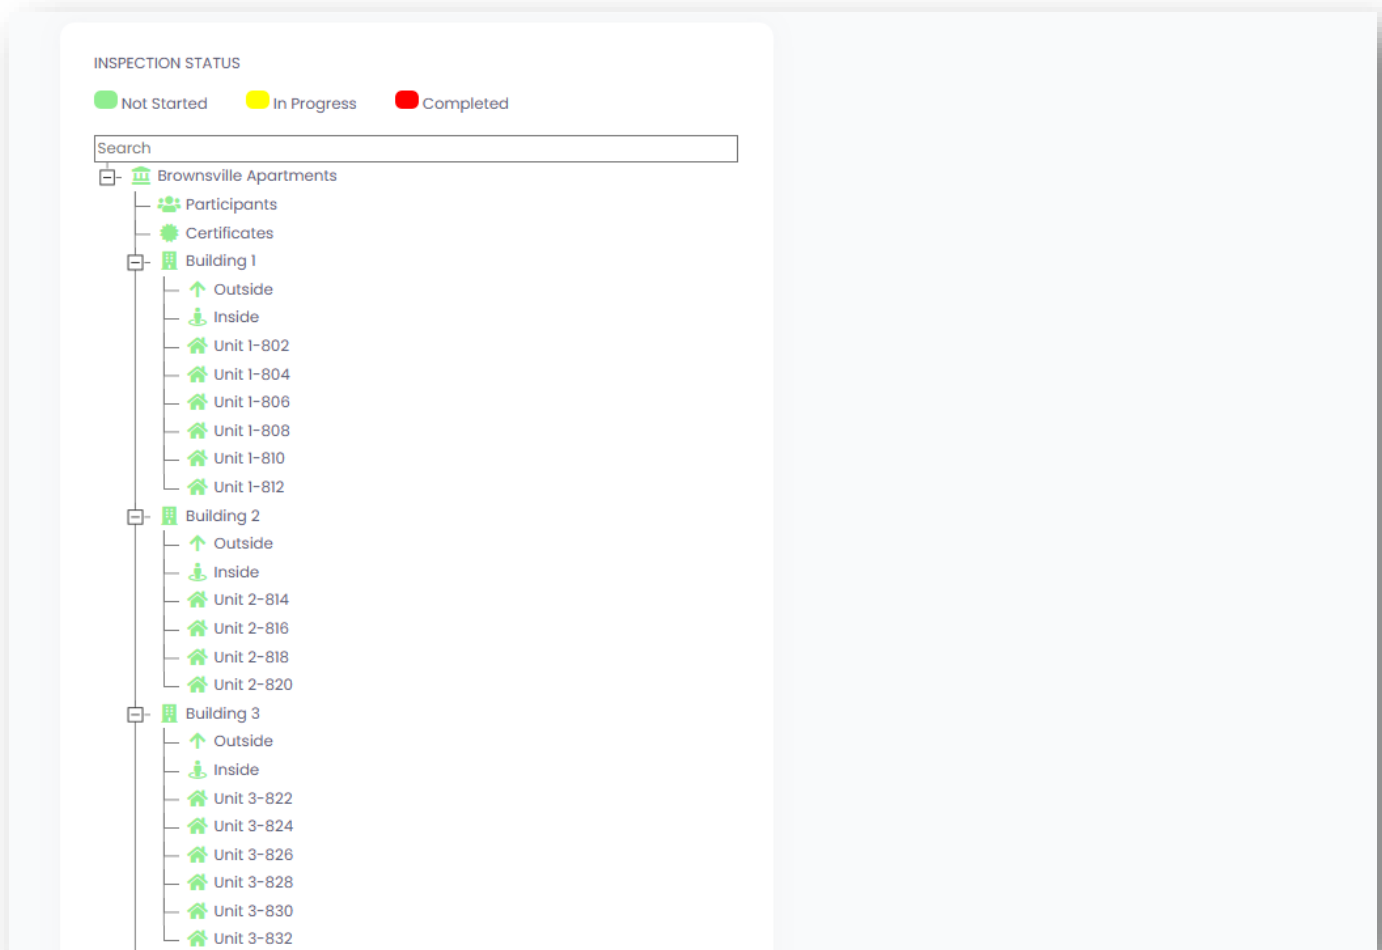 INSPECTION STATUS
Not Started In Progress Completed
Search
Brownsville Apartments
Participants
Certificates
Building 1
Outside
Inside
Unit 1-802
Unit 1-804
Unit 1-806
Unit 1-808
Unit 1-810
Unit 1-812
Building 2
Outside
Inside
Unit 2-814
Unit 2-816
Unit 2-818
Unit 2-820
Building 3
Outside
Inside
Unit 3-822
Unit 3-824
Unit 3-826
Unit 3-828
Unit 3-830
Unit 3-832